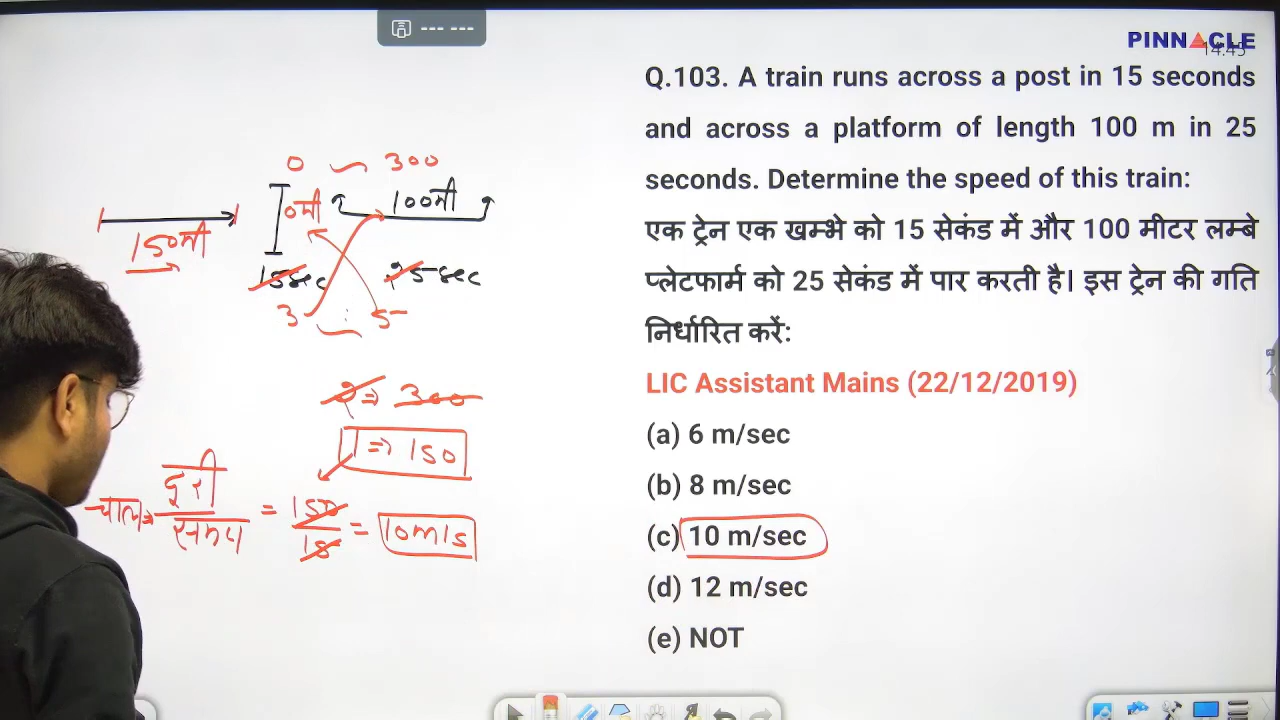 PINNACLE
14:45
Q.103. A train runs across a post in 15 seconds
and across a platform of length 100 m in 25
seconds. Determine the speed of this train:
एक ट्रेन एक खम्भे को 15 सेकंड में और 100 मीटर लम्बे
प्लेटफार्म को 25 सेकंड में पार करती है। इस ट्रेन की गति
निर्धारित करें:
LIC Assistant Mains (22/12/2019)
(a) 6 m/sec
(b) 8 m/sec
(c) 10 m/sec
(d) 12 m/sec
(e) NOT
0 300
150मी 0मी 100मी
15sec 25sec
3 : 5
2 ⇒ 300
1 ⇒ 150
चाल ⇒ दूरी
समय
= 150
15
= 10m/s